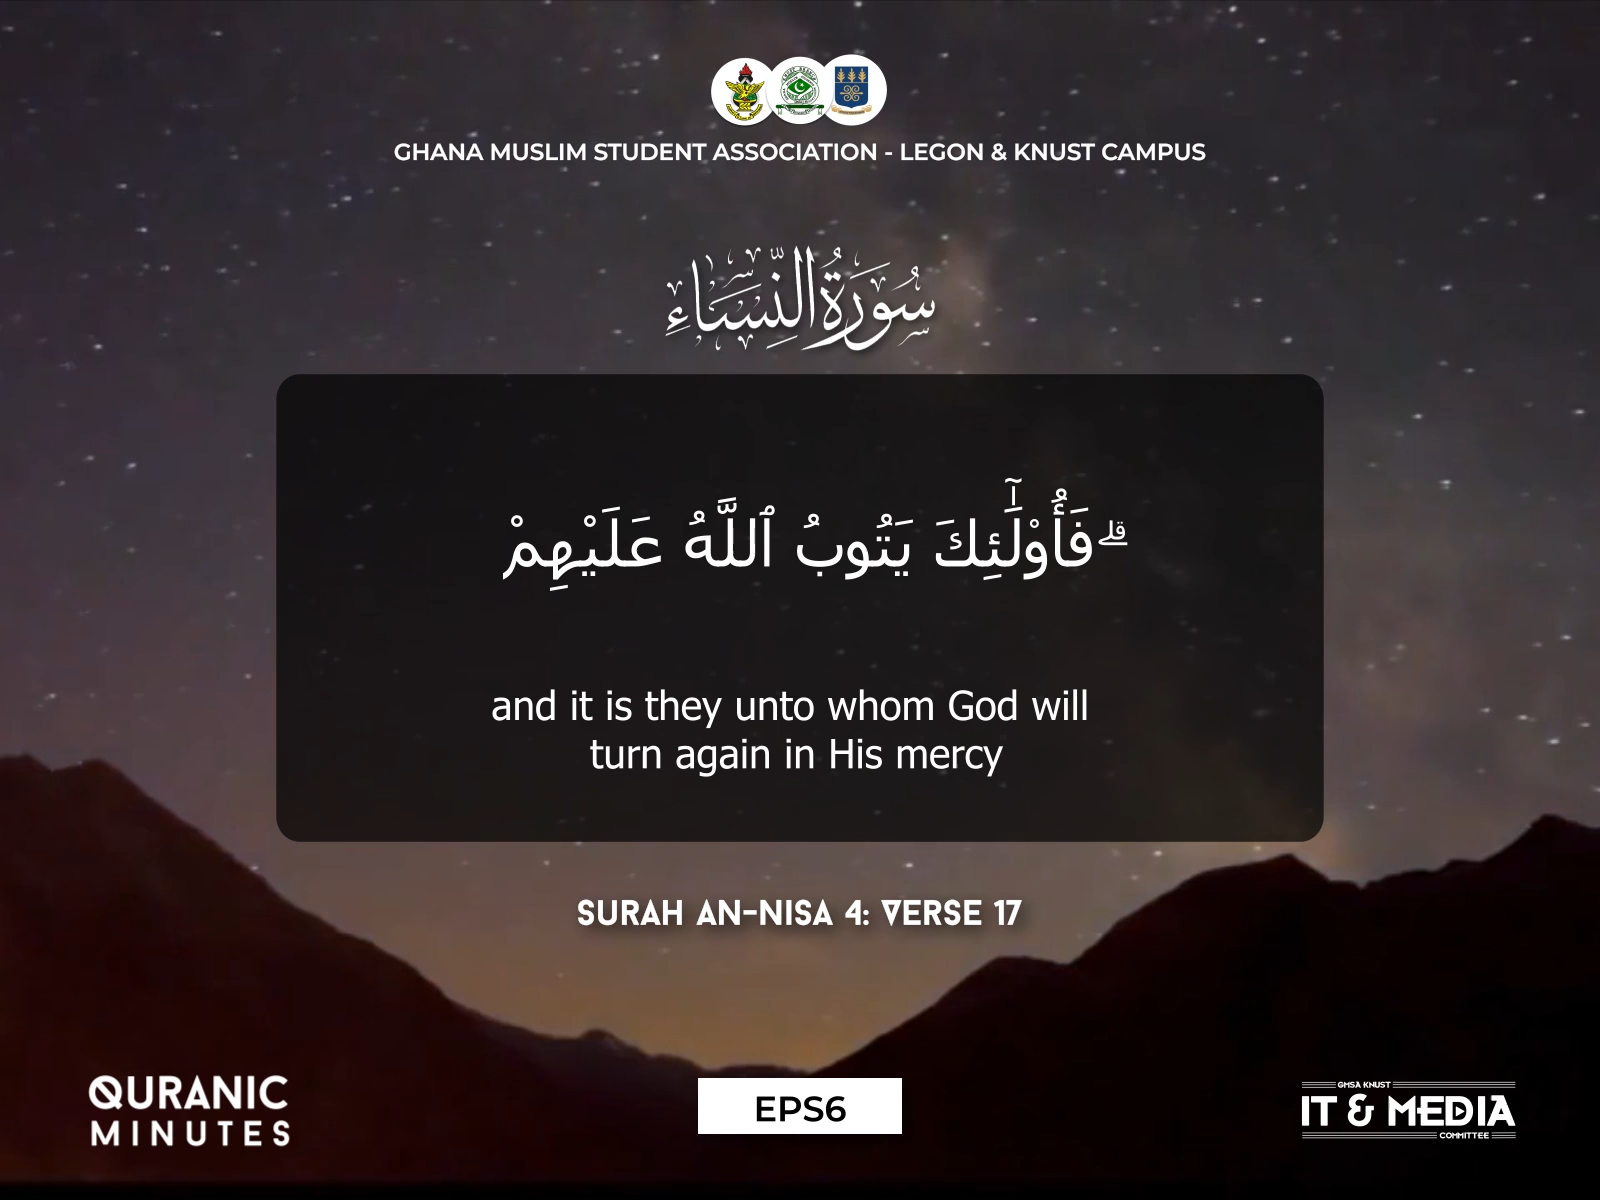 GHANA MUSLIM STUDENT ASSOCIATION - LEGON & KNUST CAMPUS
سُورَةُ النِّسَاءِ
ۗفَأُو۟لَٰٓئِكَ يَتُوبُ ٱللَّهُ عَلَيْهِمْ
and it is they unto whom God will
turn again in His mercy
SURAH AN-NISA 4: VERSE 17
QURANIC
MINUTES
EPS6
GMSA KNUST
IT & MEDIA
COMMITTEE